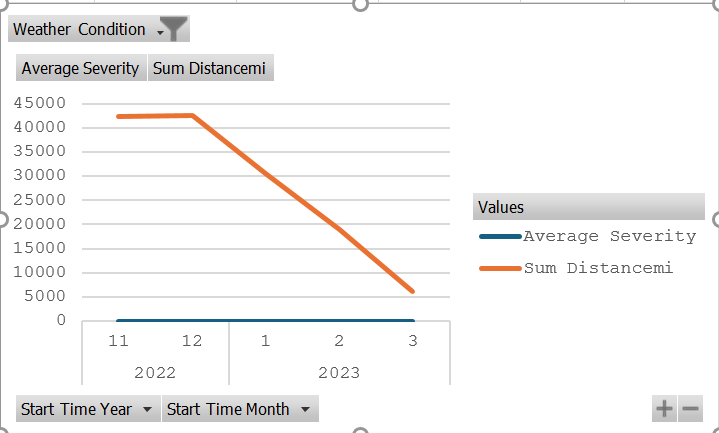 Weather Condition
Average Severity Sum Distancemi
45000
40000
35000
30000
25000
20000
15000
10000
5000
0
11 12 1 2 3
2022 2023
Values
Average Severity
Sum Distancemi
Start Time Year Start Time Month